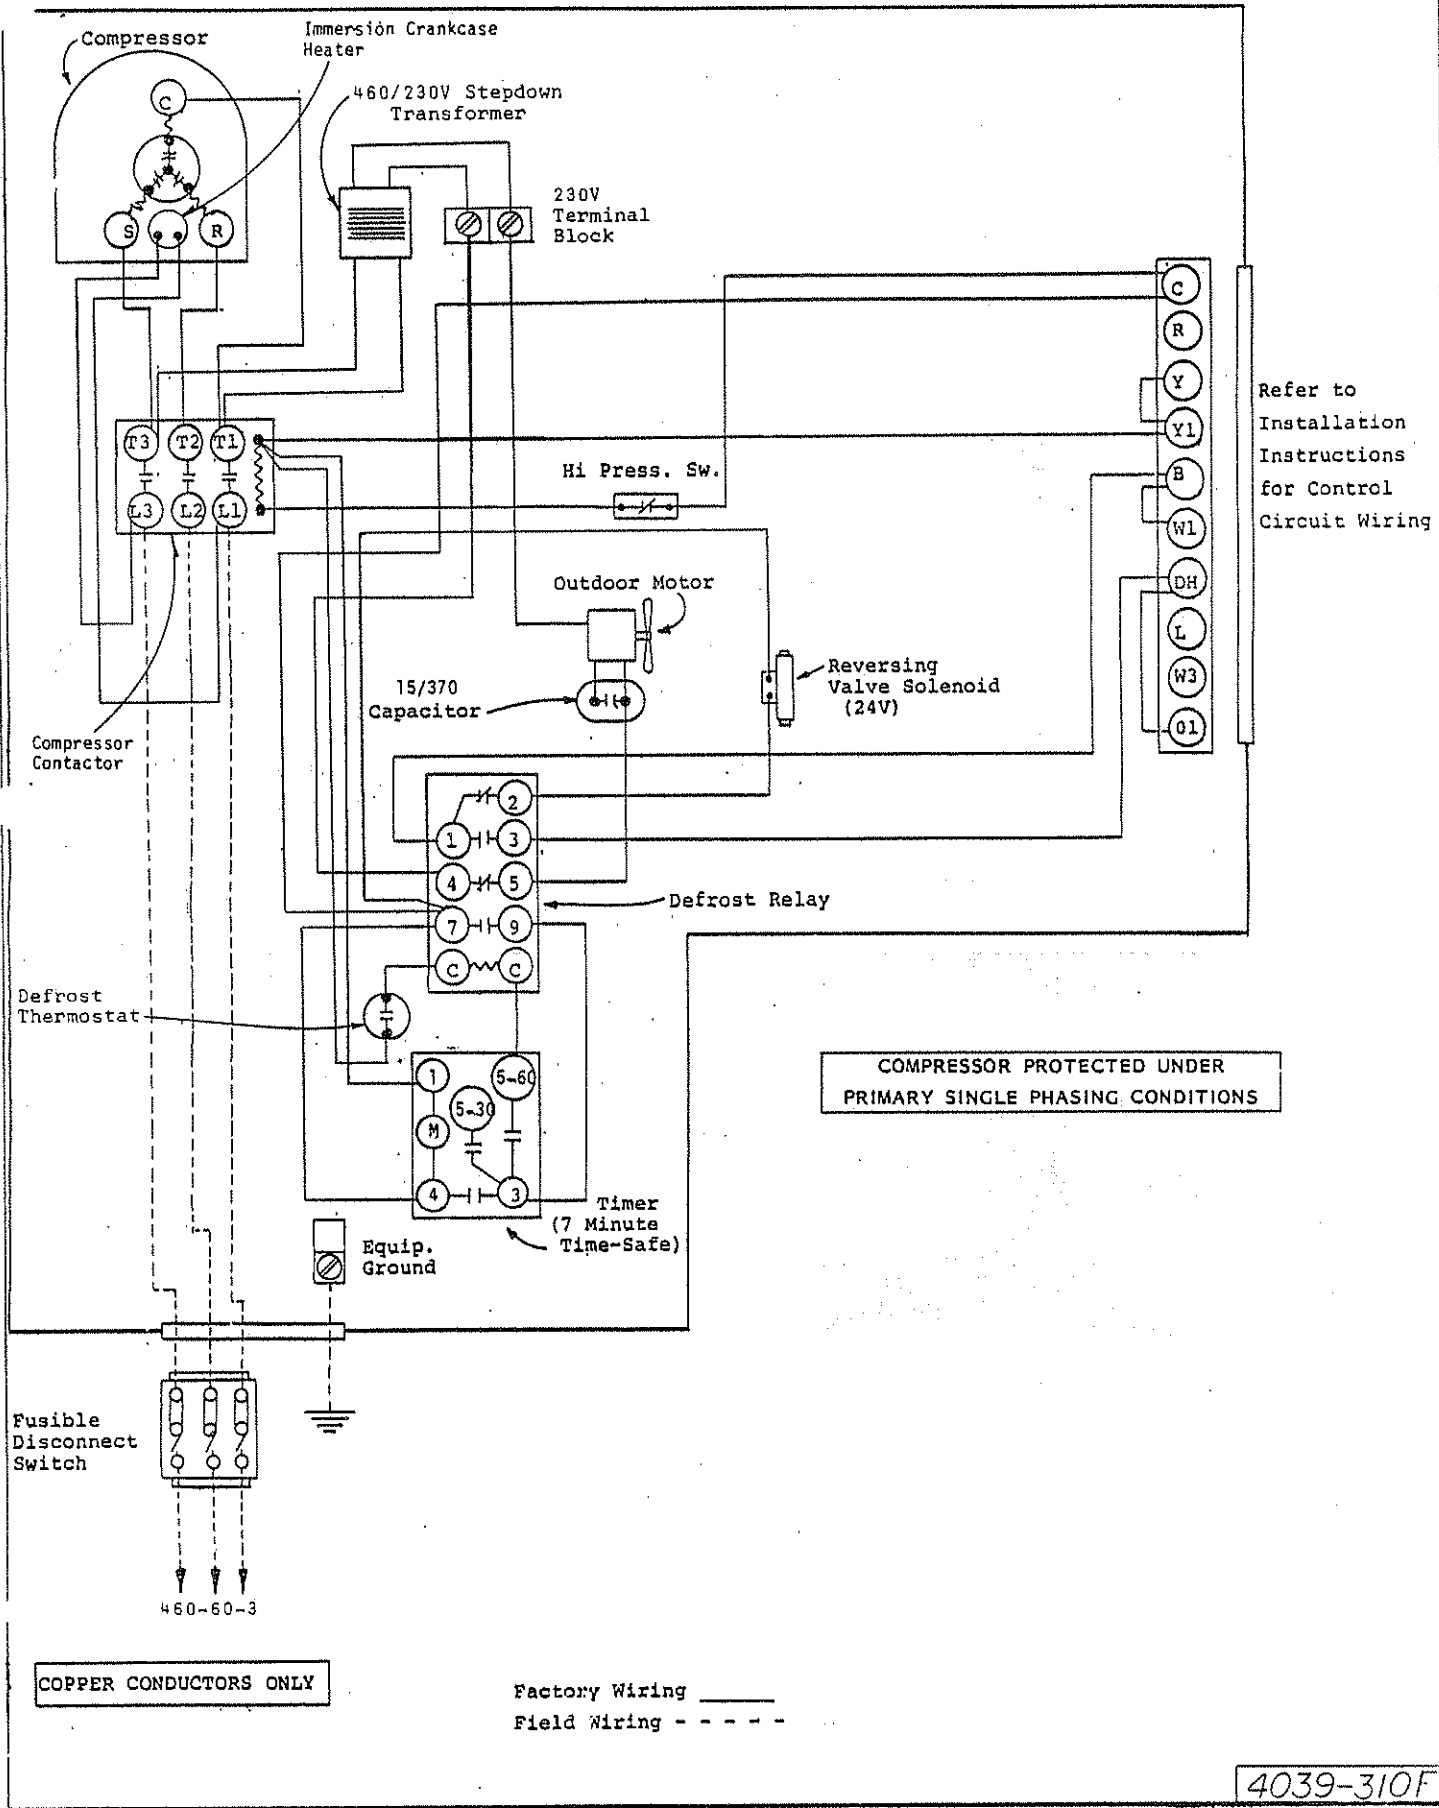 Compressor
Immersion Crankcase
Heater
460/230V Stepdown
Transformer
C
S
R
230V
Terminal
Block
C
R
Y
Y1
B
W1
DH
L
W3
O1
Refer to
Installation
Instructions
for Control
Circuit Wiring
T3
T2
T1
L3
L2
L1
Hi Press. Sw.
Outdoor Motor
15/370
Capacitor
Reversing
Valve Solenoid
(24V)
Compressor
Contactor
2
1
3
4
5
7
9
C
C
Defrost Relay
Defrost
Thermostat
1
5-60
5-30
M
4
3
Timer
(7 Minute
Time-Safe)
COMPRESSOR PROTECTED UNDER
PRIMARY SINGLE PHASING CONDITIONS
Equip.
Ground
Fusible
Disconnect
Switch
460-60-3
COPPER CONDUCTORS ONLY
Factory Wiring
Field Wiring
4039-310F